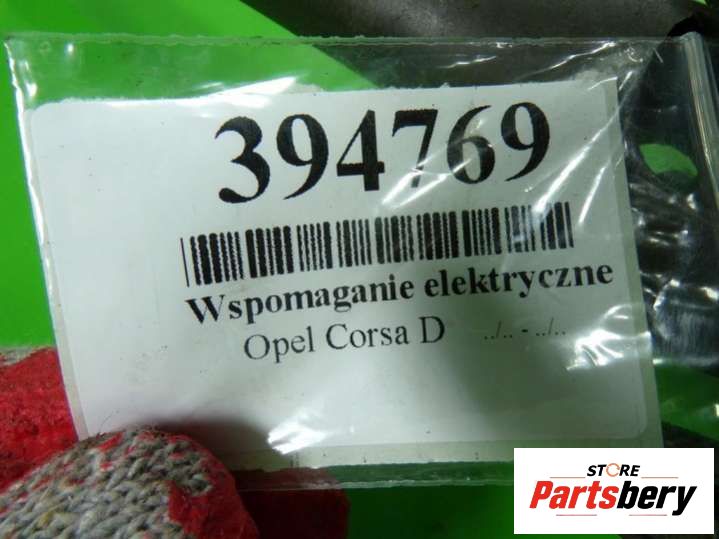 394769
Wspomaganie elektryczne
Opel Corsa D ../.. - ../..
STORE
Partsbery